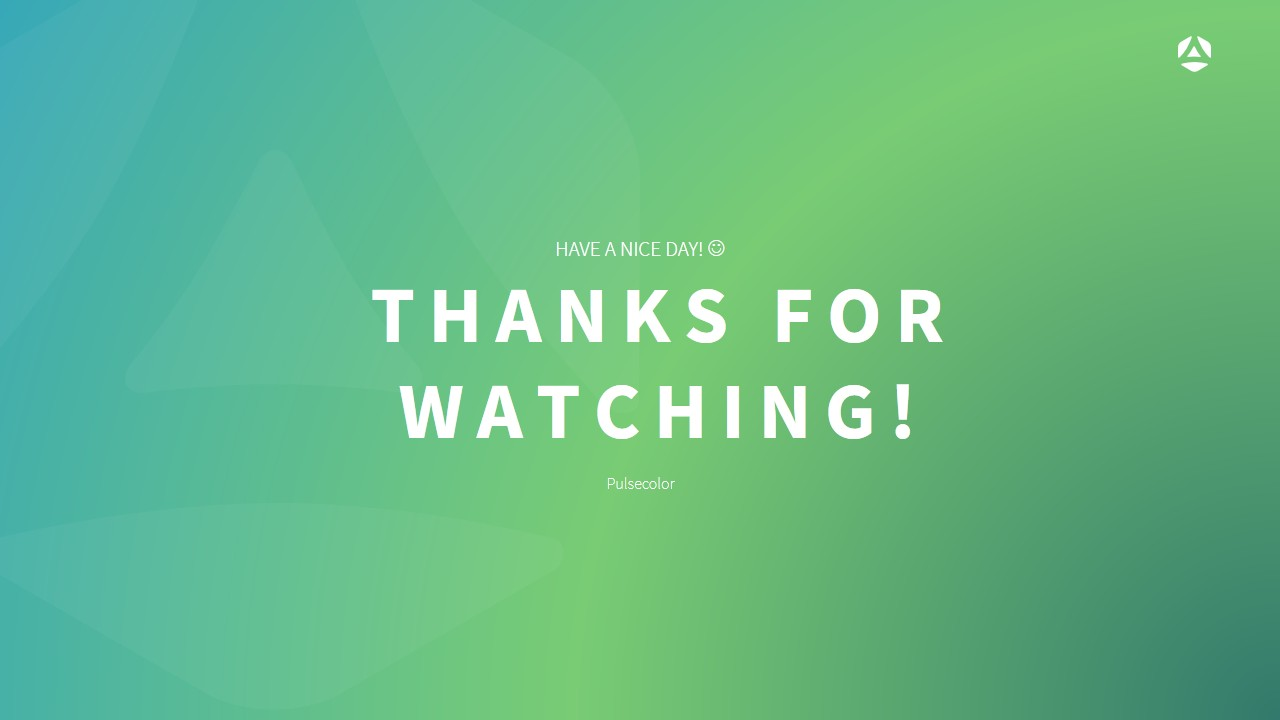 HAVE A NICE DAY! ☺
THANKS FOR
WATCHING!
Pulsecolor